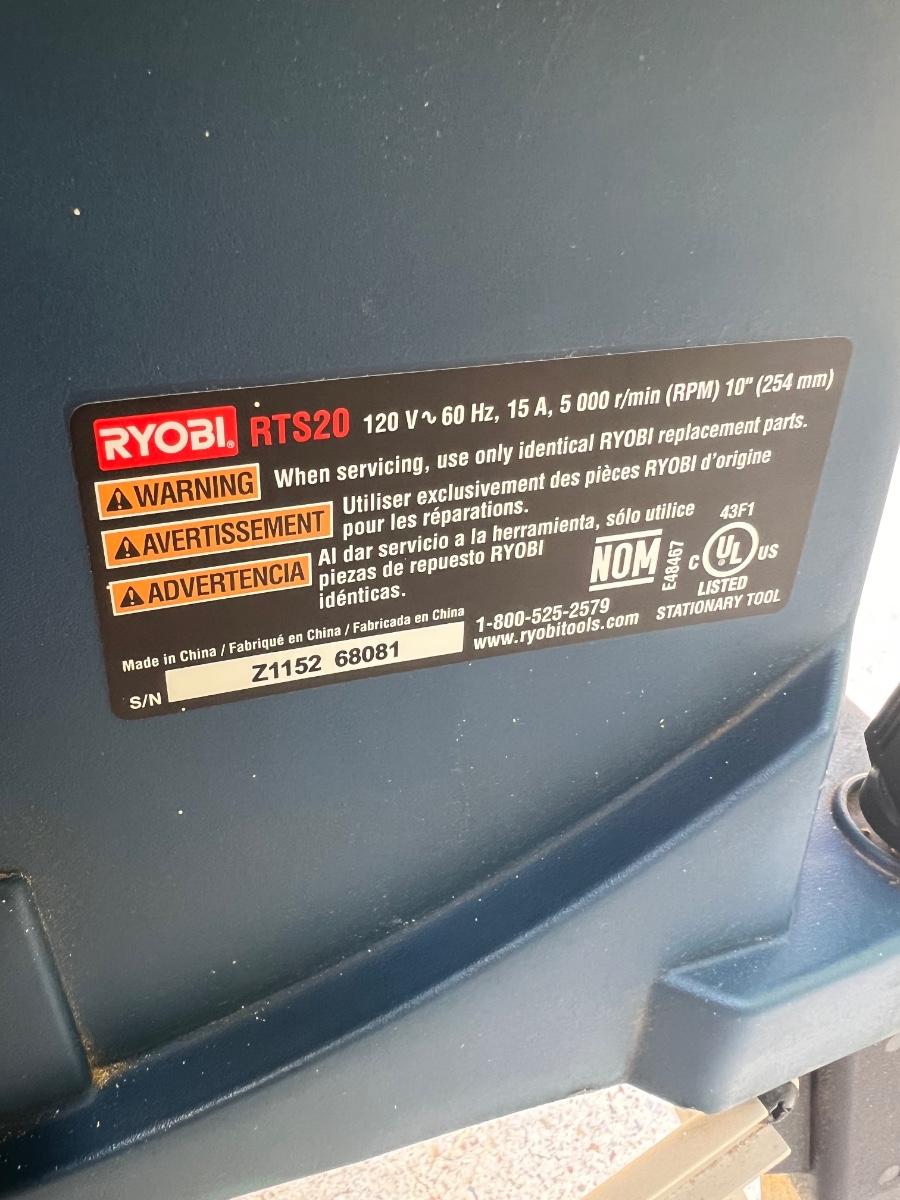 RYOBI® RTS20 120 V~ 60 Hz, 15 A, 5 000 r/min (RPM) 10" (254 mm)
WARNING When servicing, use only identical RYOBI replacement parts.
AVERTISSEMENT Utiliser exclusivement des pièces RYOBI d'origine
pour les réparations.
ADVERTENCIA Al dar servicio a la herramienta, sólo utilice
piezas de repuesto RYOBI
idénticas.
NOM
E48467
43F1
C UL US
LISTED
STATIONARY TOOL
Made in China / Fabriqué en China / Fabricada en China
S/N Z1152 68081
1-800-525-2579
www.ryobitools.com